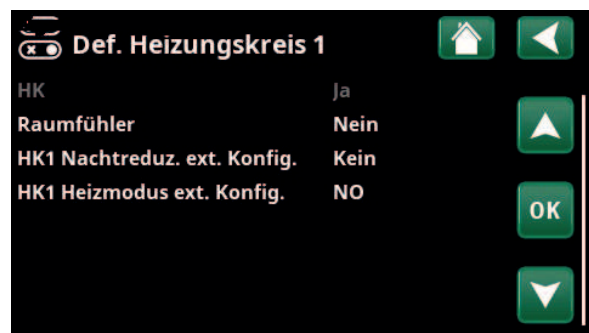 Def. Heizungskreis 1
HK Ja
Raumfühler Nein
HK1 Nachtreduz. ext. Konfig. Kein
HK1 Heizmodus ext. Konfig. NO
OK